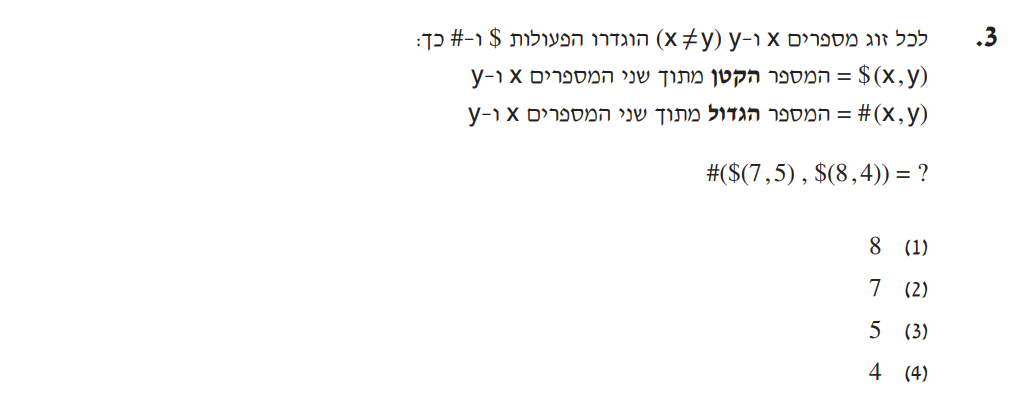 3. לכל זוג מספרים x ו-y (x ≠ y) הוגדרו הפעולות $ ו-# כך:
$(x,y) = המספר הקטן מתוך שני המספרים x ו-y
#(x,y) = המספר הגדול מתוך שני המספרים x ו-y
#($(7,5) , $(8,4)) = ?
(1) 8
(2) 7
(3) 5
(4) 4